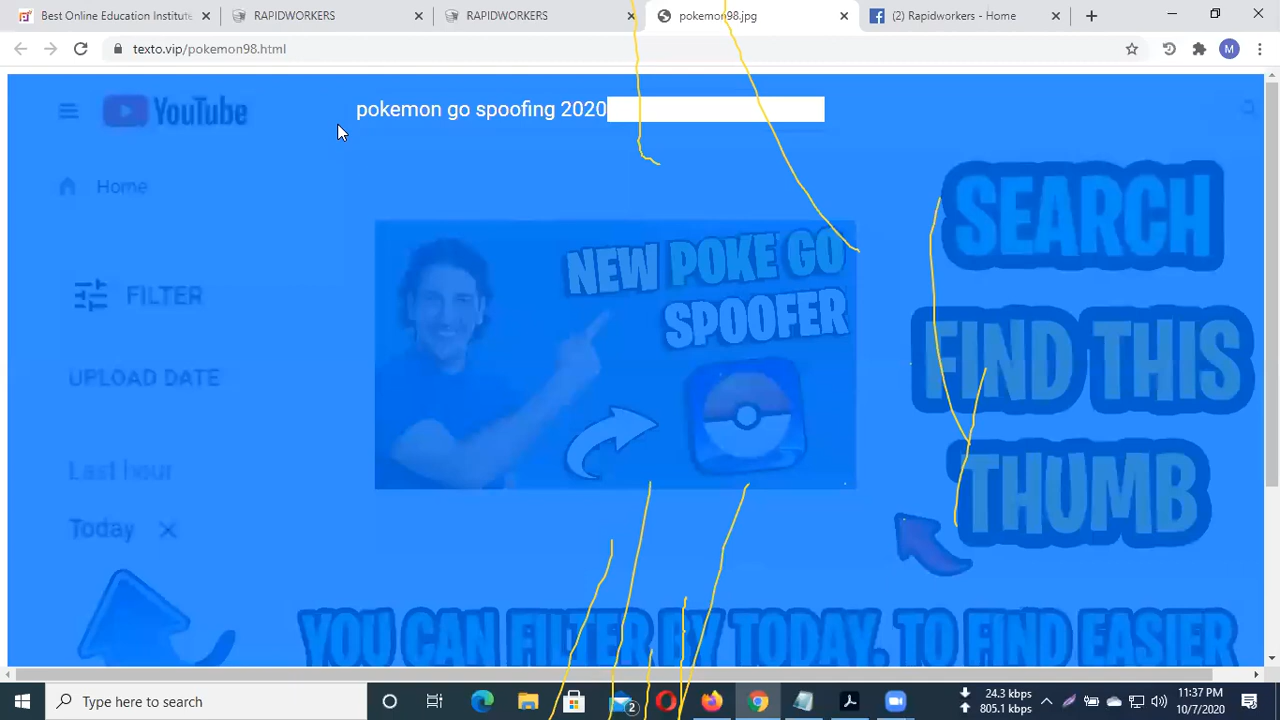 Best Online Education Institute
RAPIDWORKERS
RAPIDWORKERS
pokemon98.jpg
(2) Rapidworkers - Home
texto.vip/pokemon98.html
M
YouTube
pokemon go spoofing 2020
Home
SEARCH
NEW POKE GO
SPOOFER
FILTER
FIND THIS
UPLOAD DATE
Last hour
THUMB
Today
YOU CAN FILTER BY TODAY. TO FIND EASIER
Type here to search
2
24.3 kbps
805.1 kbps
11:37 PM
10/7/2020